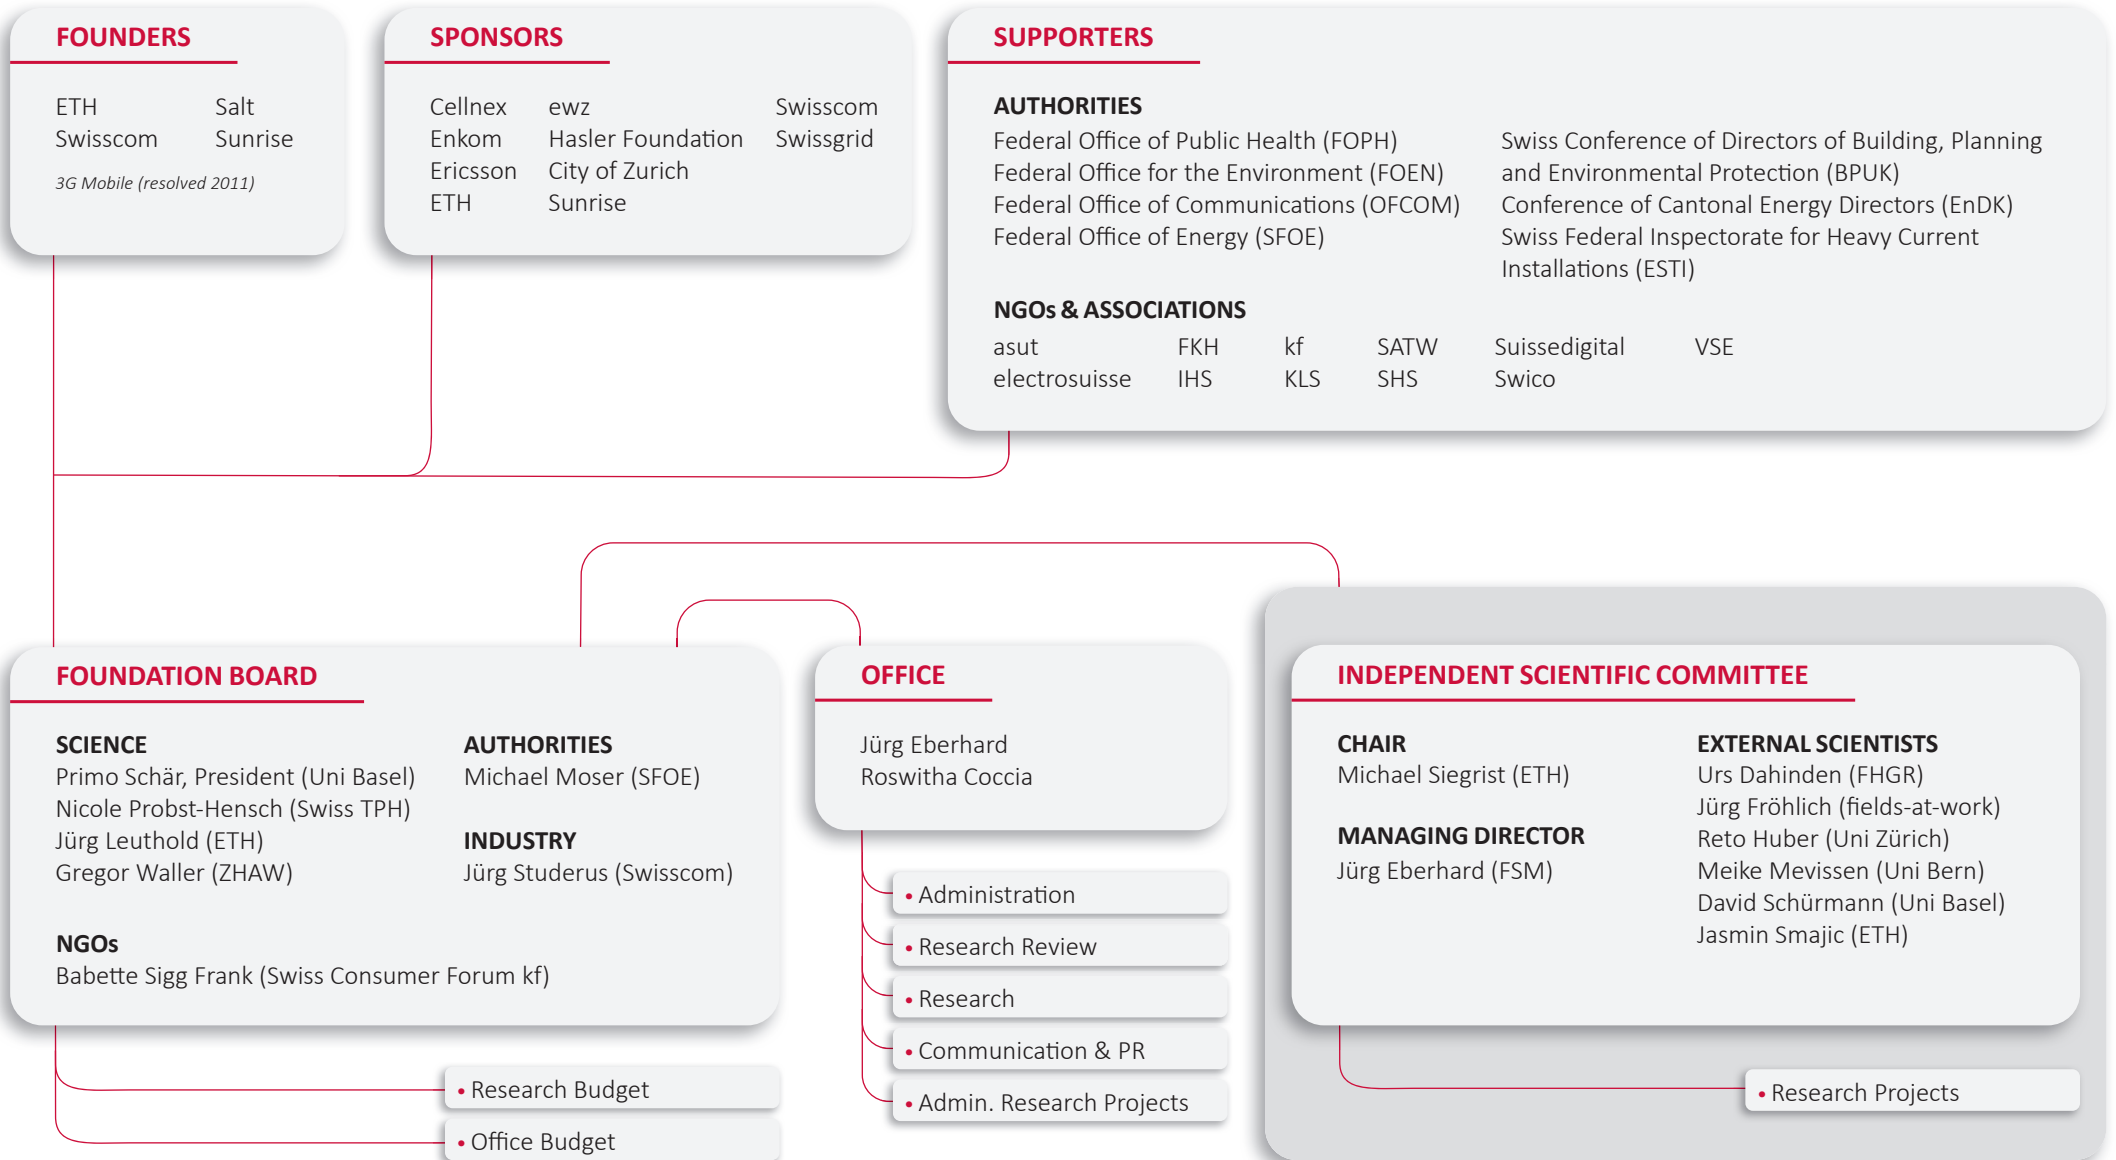 FOUNDERS
ETH
Swisscom
Salt
Sunrise
3G Mobile (resolved 2011)
SPONSORS
Cellnex
Enkom
Ericsson
ETH
ewz
Hasler Foundation
City of Zurich
Sunrise
Swisscom
Swissgrid
SUPPORTERS
AUTHORITIES
Federal Office of Public Health (FOPH)
Federal Office for the Environment (FOEN)
Federal Office of Communications (OFCOM)
Federal Office of Energy (SFOE)
Swiss Conference of Directors of Building, Planning
and Environmental Protection (BPUK)
Conference of Cantonal Energy Directors (EnDK)
Swiss Federal Inspectorate for Heavy Current
Installations (ESTI)
NGOs & ASSOCIATIONS
asut
electrosuisse
FKH
IHS
kf
KLS
SATW
SHS
Suissedigital
Swico
VSE
FOUNDATION BOARD
SCIENCE
Primo Schär, President (Uni Basel)
Nicole Probst-Hensch (Swiss TPH)
Jürg Leuthold (ETH)
Gregor Waller (ZHAW)
AUTHORITIES
Michael Moser (SFOE)
INDUSTRY
Jürg Studerus (Swisscom)
NGOs
Babette Sigg Frank (Swiss Consumer Forum kf)
• Research Budget
• Office Budget
OFFICE
Jürg Eberhard
Roswitha Coccia
• Administration
• Research Review
• Research
• Communication & PR
• Admin. Research Projects
INDEPENDENT SCIENTIFIC COMMITTEE
CHAIR
Michael Siegrist (ETH)
MANAGING DIRECTOR
Jürg Eberhard (FSM)
EXTERNAL SCIENTISTS
Urs Dahinden (FHGR)
Jürg Fröhlich (fields-at-work)
Reto Huber (Uni Zürich)
Meike Mevissen (Uni Bern)
David Schürmann (Uni Basel)
Jasmin Smajic (ETH)
• Research Projects